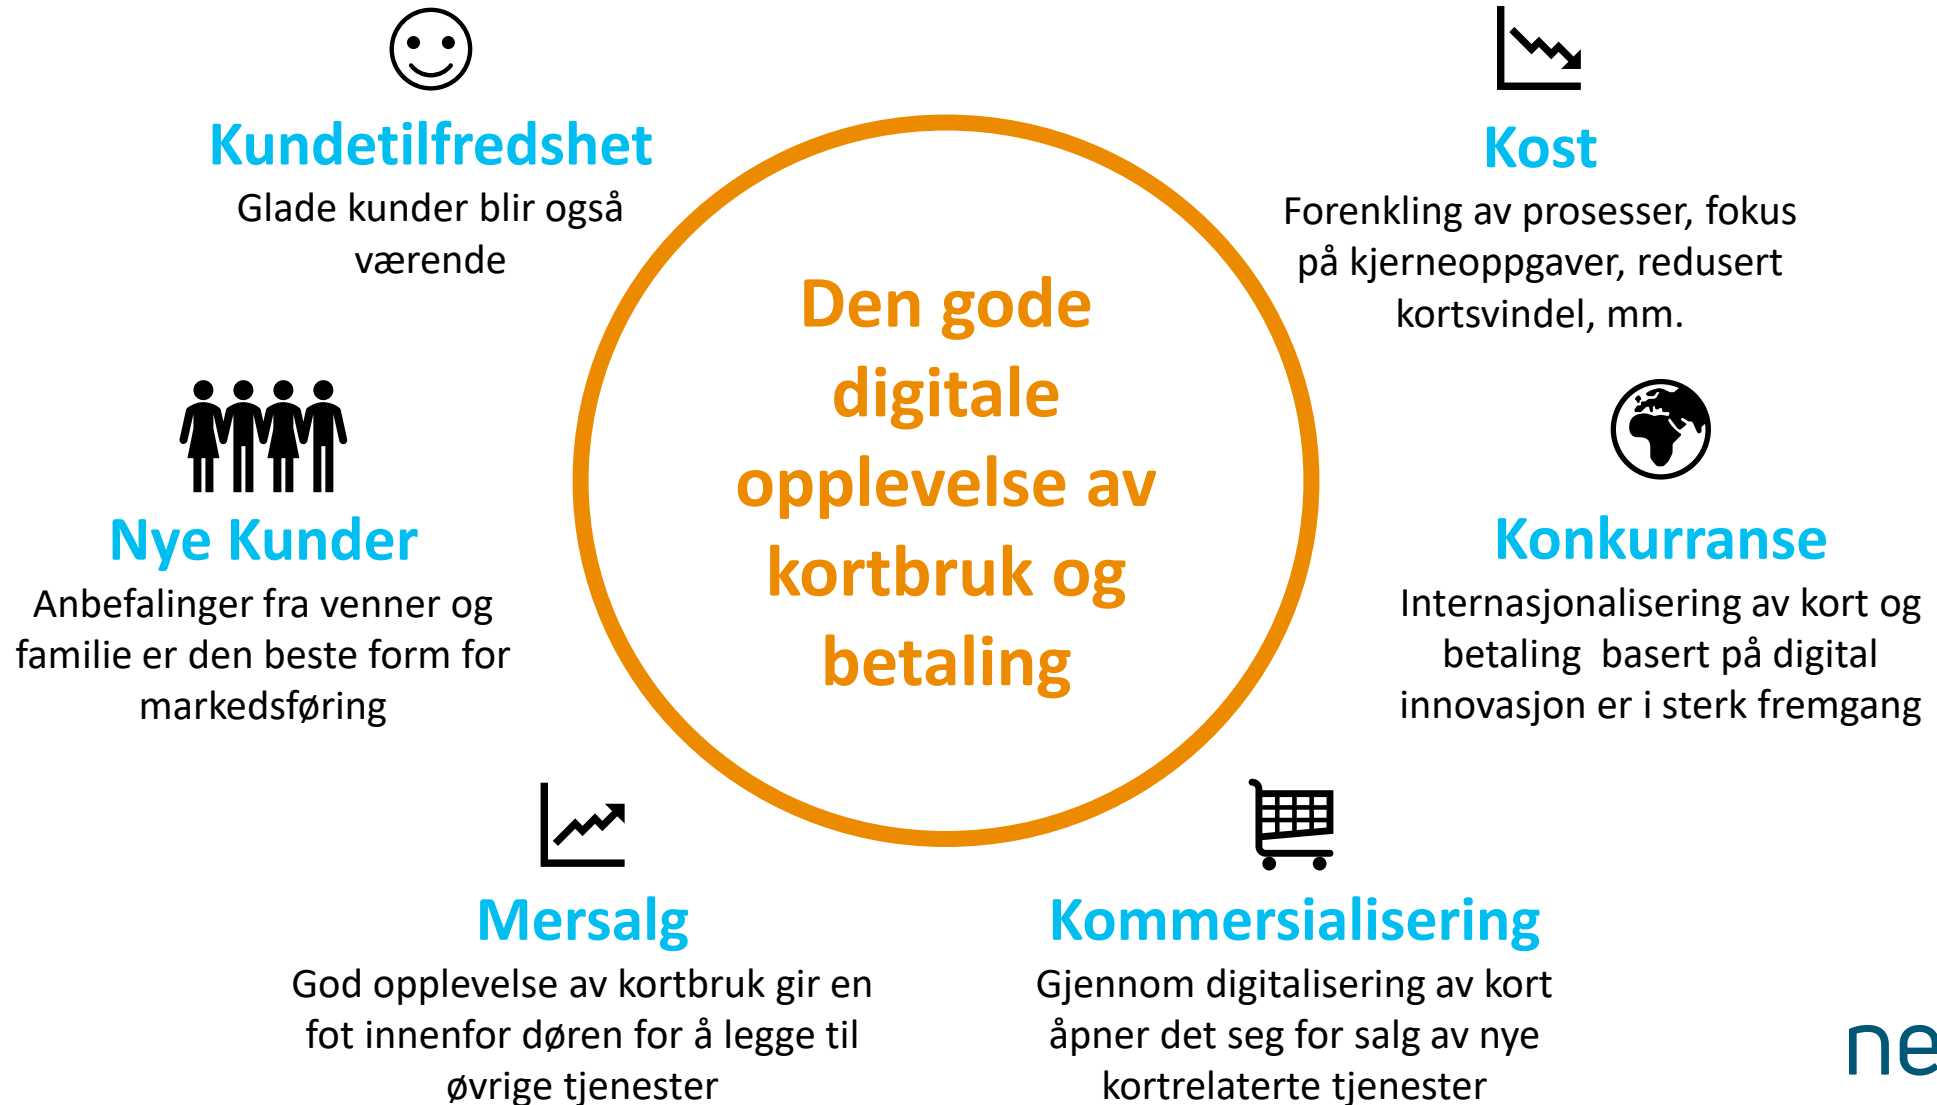 Kundetilfredshet
Glade kunder blir også
værende
Kost
Forenkling av prosesser, fokus
på kjerneoppgaver, redusert
kortsvindel, mm.
Den gode
digitale
opplevelse av
kortbruk og
betaling
Nye Kunder
Anbefalinger fra venner og
familie er den beste form for
markedsføring
Konkurranse
Internasjonalisering av kort og
betaling  basert på digital
innovasjon er i sterk fremgang
Mersalg
God opplevelse av kortbruk gir en
fot innenfor døren for å legge til
øvrige tjenester
Kommersialisering
Gjennom digitalisering av kort
åpner det seg for salg av nye
kortrelaterte tjenester
ne